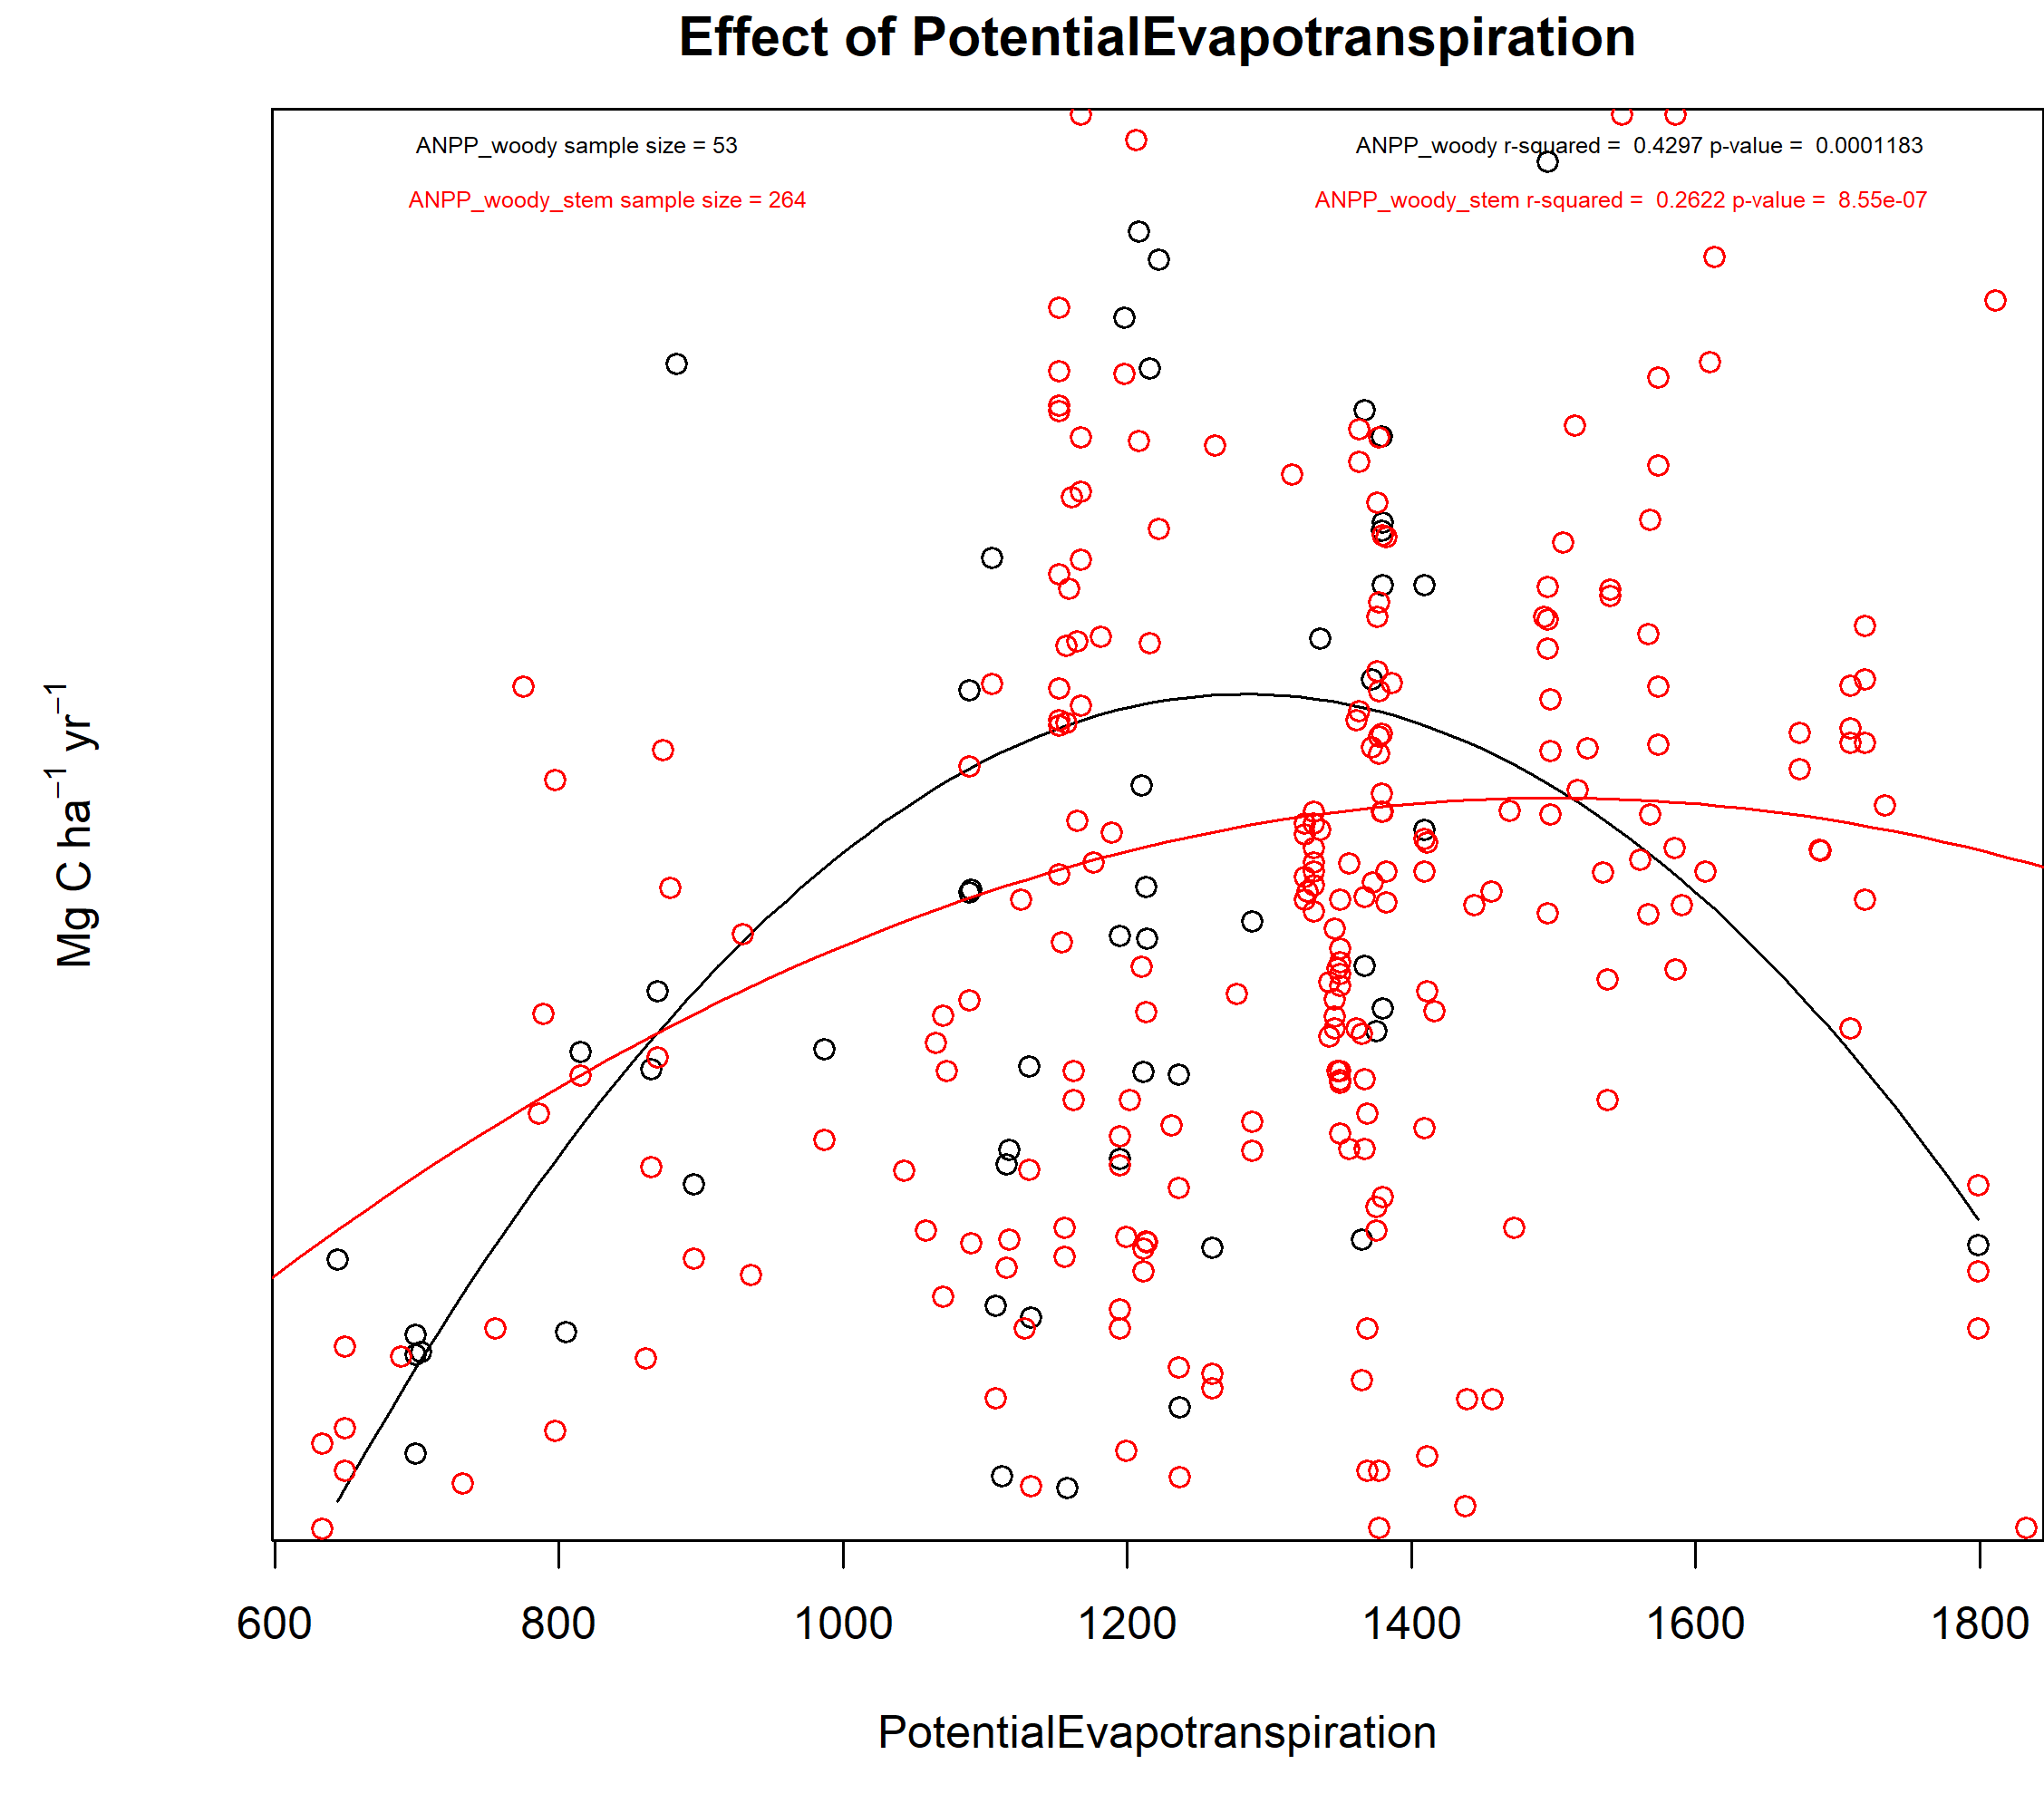 Effect of PotentialEvapotranspiration
ANPP_woody sample size = 53
ANPP_woody r-squared = 0.4297 p-value = 0.0001183
ANPP_woody_stem sample size = 264
ANPP_woody_stem r-squared = 0.2622 p-value = 8.55e-07
Mg C ha⁻¹ yr⁻¹
600 800 1000 1200 1400 1600 1800
PotentialEvapotranspiration